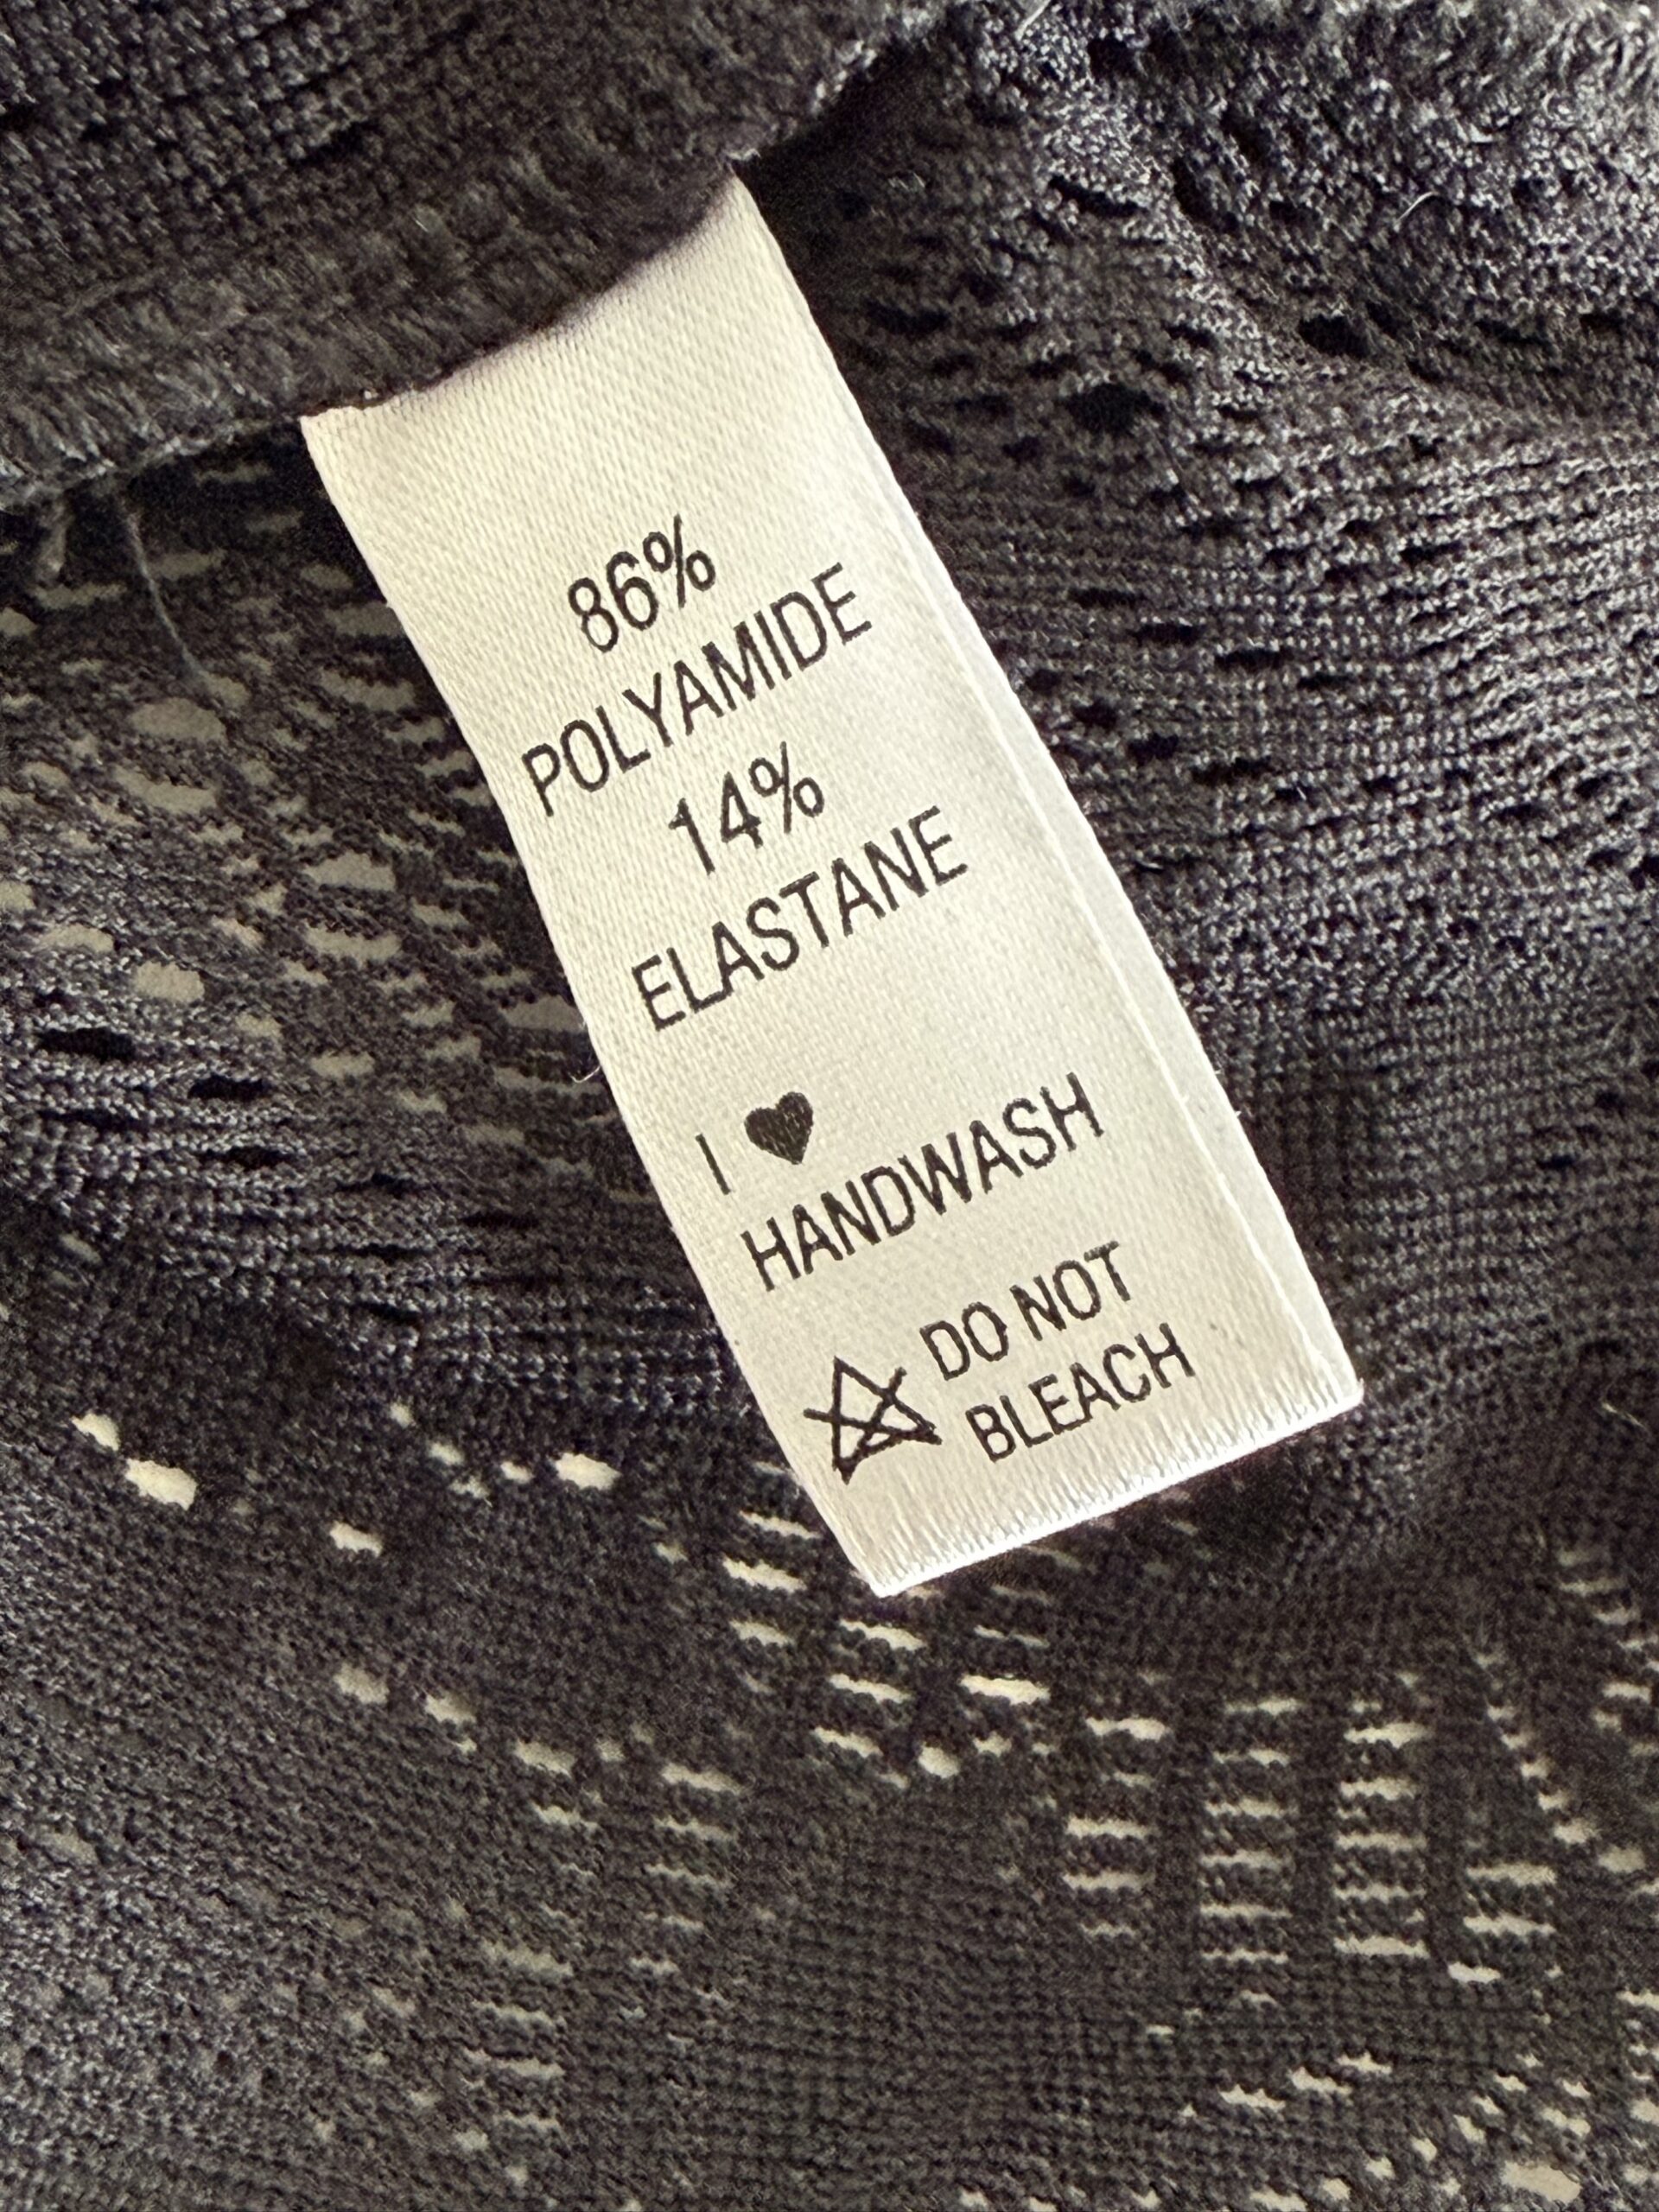 86%
POLYAMIDE
14%
ELASTANE
I ♥
HANDWASH
DO NOT
BLEACH